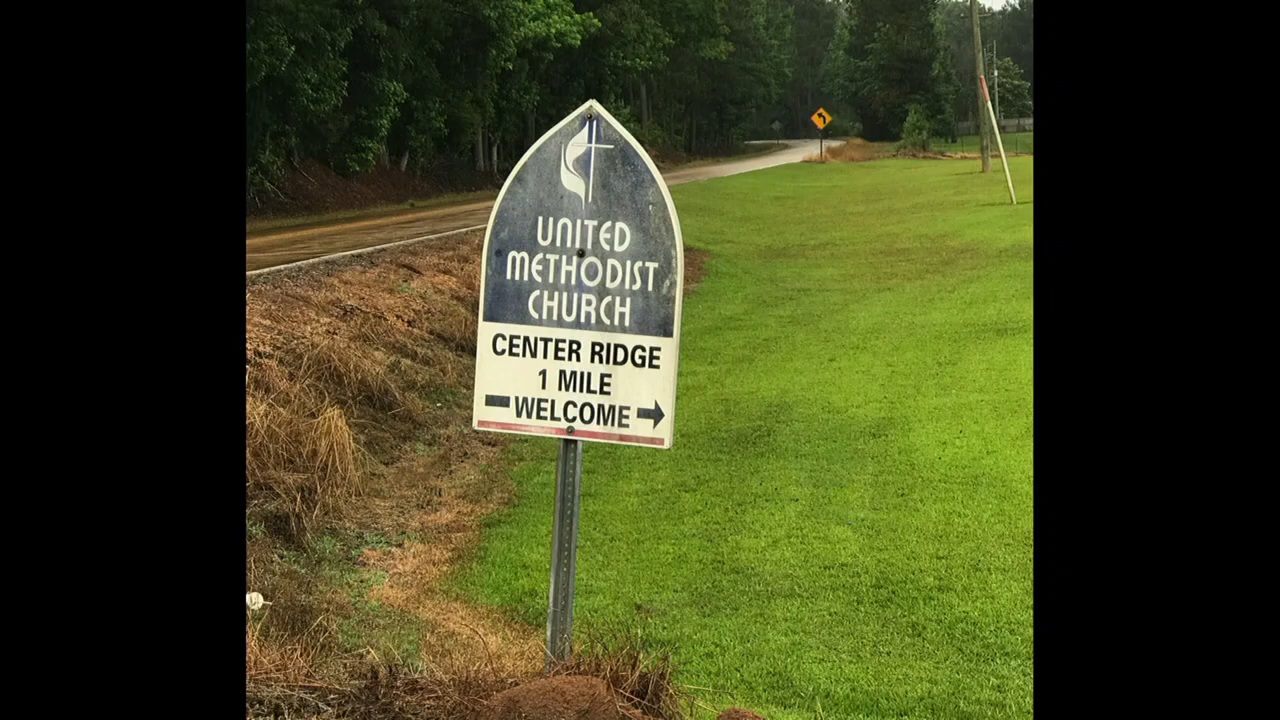 UNITED
METHODIST
CHURCH
CENTER RIDGE
1 MILE
WELCOME